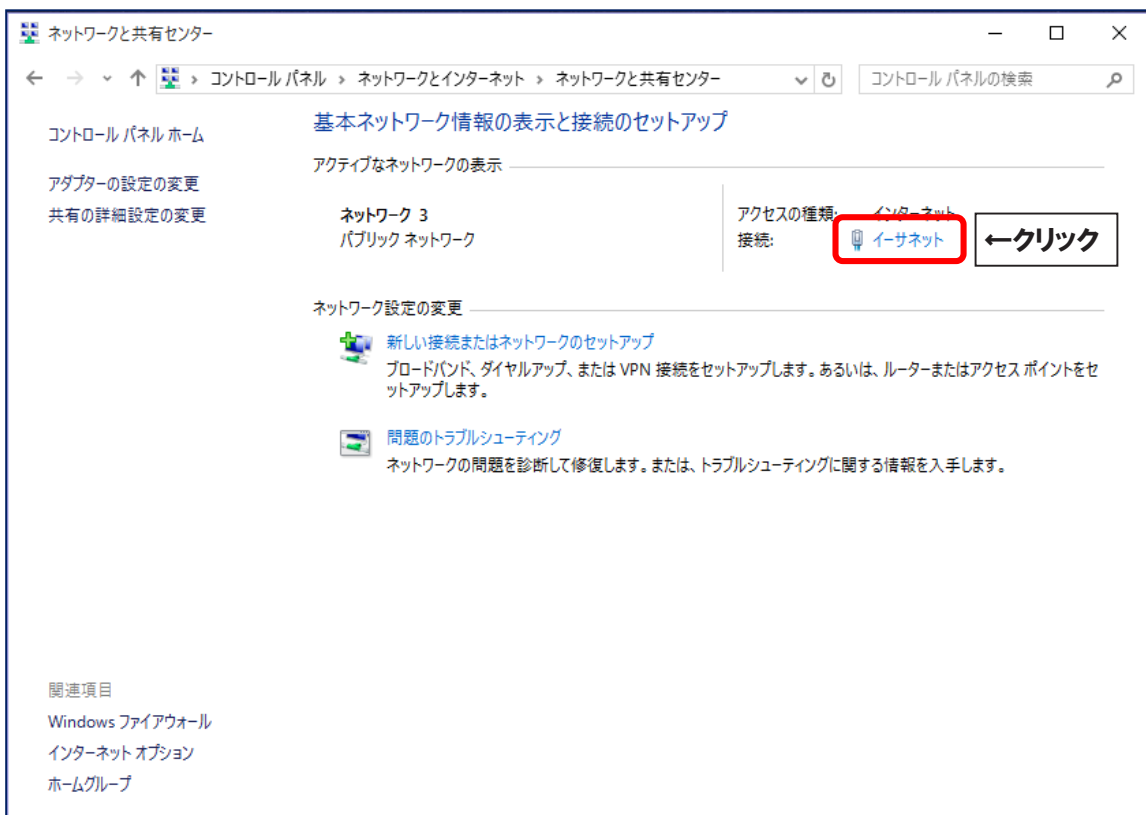 ネットワークと共有センター
コントロール パネル › ネットワークとインターネット › ネットワークと共有センター
コントロール パネルの検索
コントロール パネル ホーム
アダプターの設定の変更
共有の詳細設定の変更
基本ネットワーク情報の表示と接続のセットアップ
アクティブなネットワークの表示
ネットワーク 3
パブリック ネットワーク
アクセスの種類: インターネット
接続: イーサネット
←クリック
ネットワーク設定の変更
新しい接続またはネットワークのセットアップ
ブロードバンド、ダイヤルアップ、または VPN 接続をセットアップします。あるいは、ルーターまたはアクセス ポイントをセ
ットアップします。
問題のトラブルシューティング
ネットワークの問題を診断して修復します。または、トラブルシューティングに関する情報を入手します。
関連項目
Windows ファイアウォール
インターネット オプション
ホームグループ